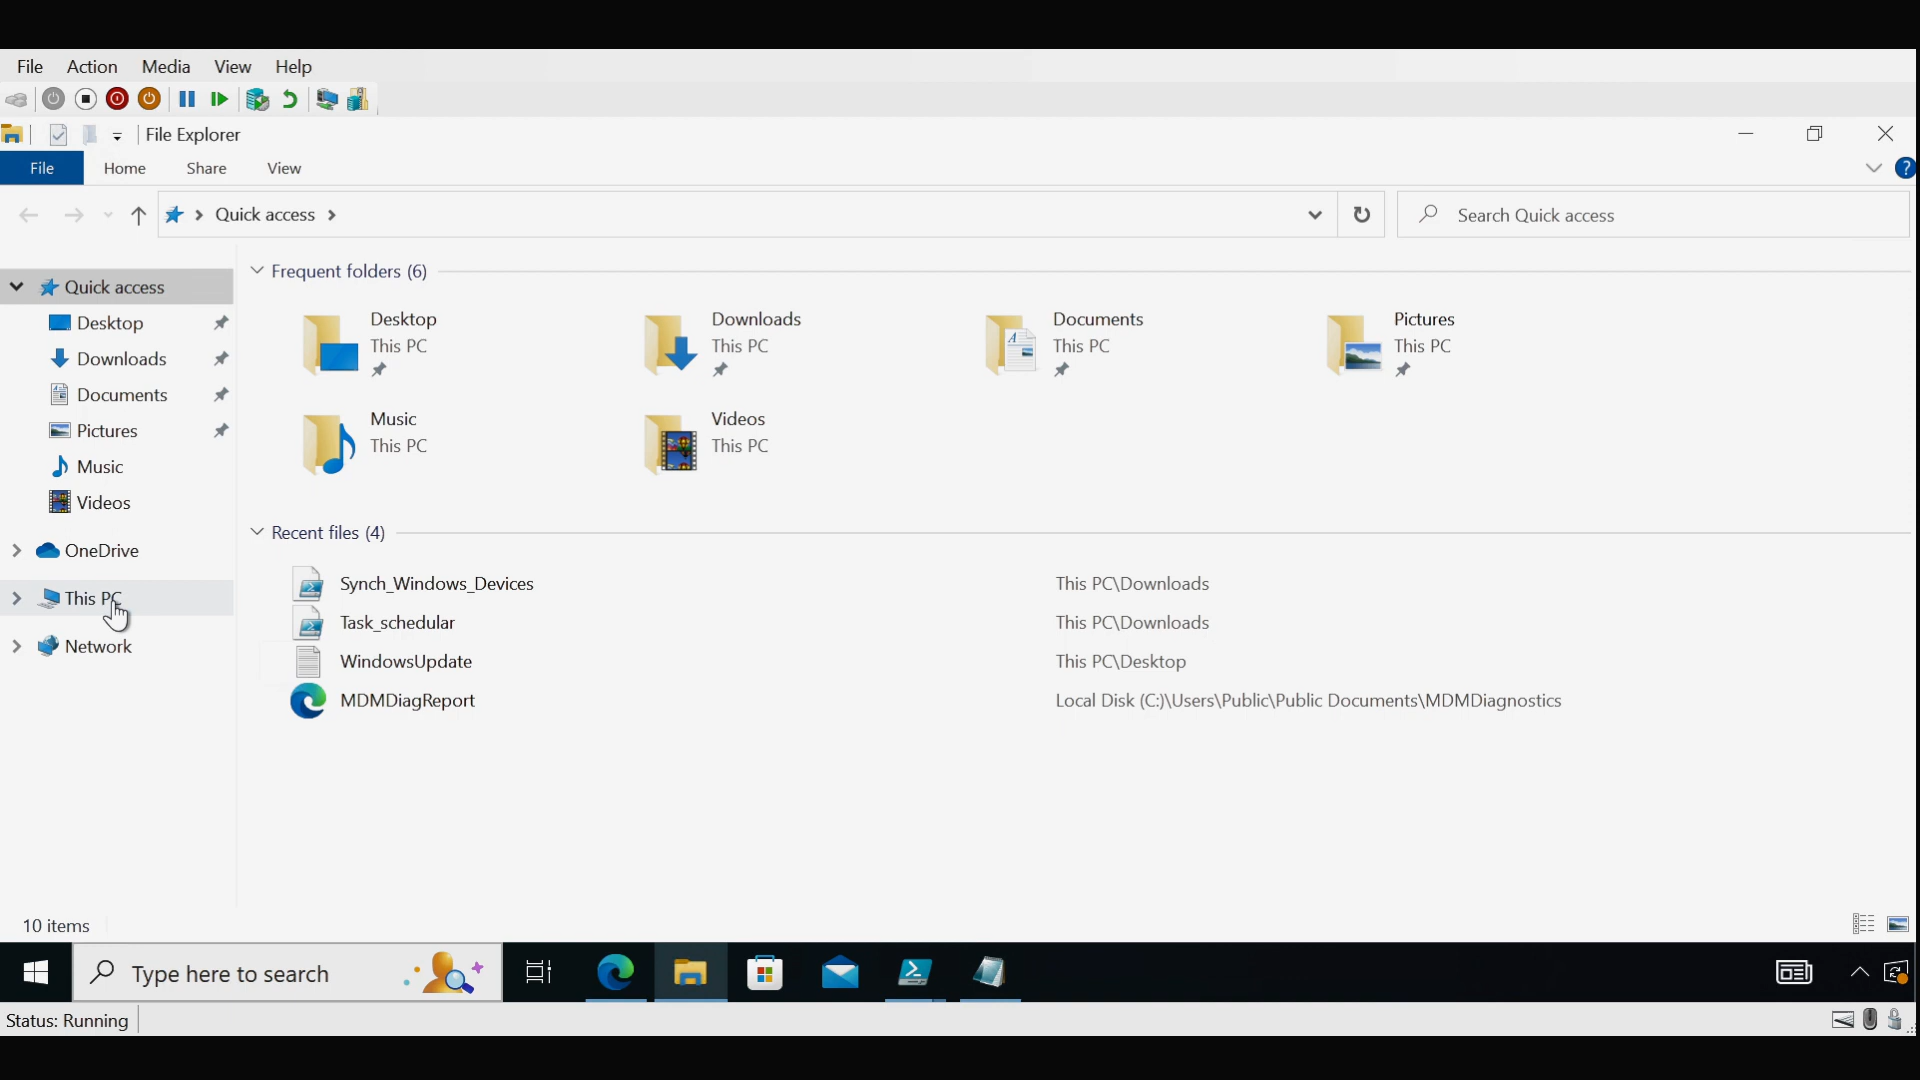 File Action Media View Help
File Explorer
File Home Share View
Quick access
Search Quick access
Quick access
Desktop
Downloads
Documents
Pictures
Music
Videos
OneDrive
This PC
Network
Frequent folders (6)
Desktop
This PC
Downloads
This PC
Documents
This PC
Pictures
This PC
Music
This PC
Videos
This PC
Recent files (4)
Synch_Windows_Devices This PC\Downloads
Task_schedular This PC\Downloads
WindowsUpdate This PC\Desktop
MDMDiagReport Local Disk (C:)\Users\Public\Public Documents\MDMDiagnostics
10 items
Type here to search
Status: Running